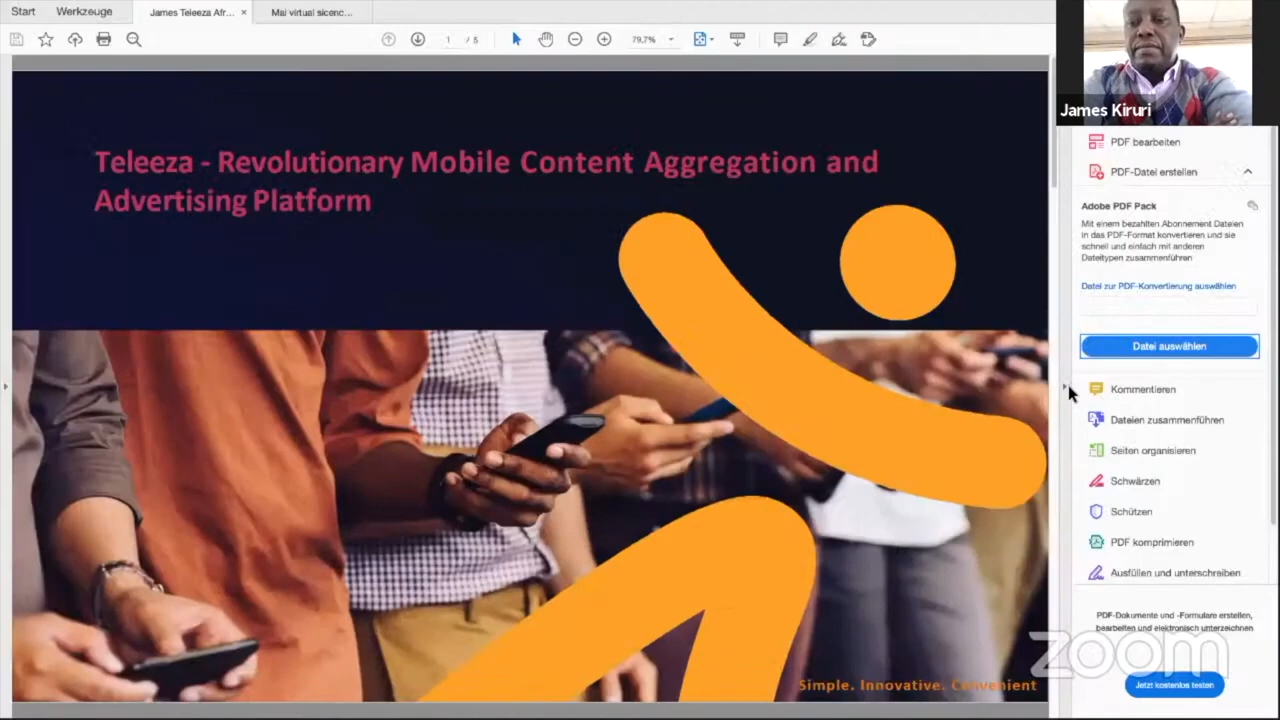 Start
Werkzeuge
James Teleeza Afr... ×
Mai virtual sicenc...
1 / 5
79,7%
Teleeza - Revolutionary Mobile Content Aggregation and
Advertising Platform
Simple. Innovative. Convenient
James Kiruri
PDF bearbeiten
PDF-Datei erstellen
Adobe PDF Pack
Mit einem bezahlten Abonnement Dateien
in das PDF-Format konvertieren und sie
schnell und einfach mit anderen
Dateitypen zusammenführen
Datei zur PDF-Konvertierung auswählen
Datei auswählen
Kommentieren
Dateien zusammenführen
Seiten organisieren
Schwärzen
Schützen
PDF komprimieren
Ausfüllen und unterschreiben
PDF-Dokumente und -Formulare erstellen,
bearbeiten und elektronisch unterzeichnen
zoom
Jetzt kostenlos testen